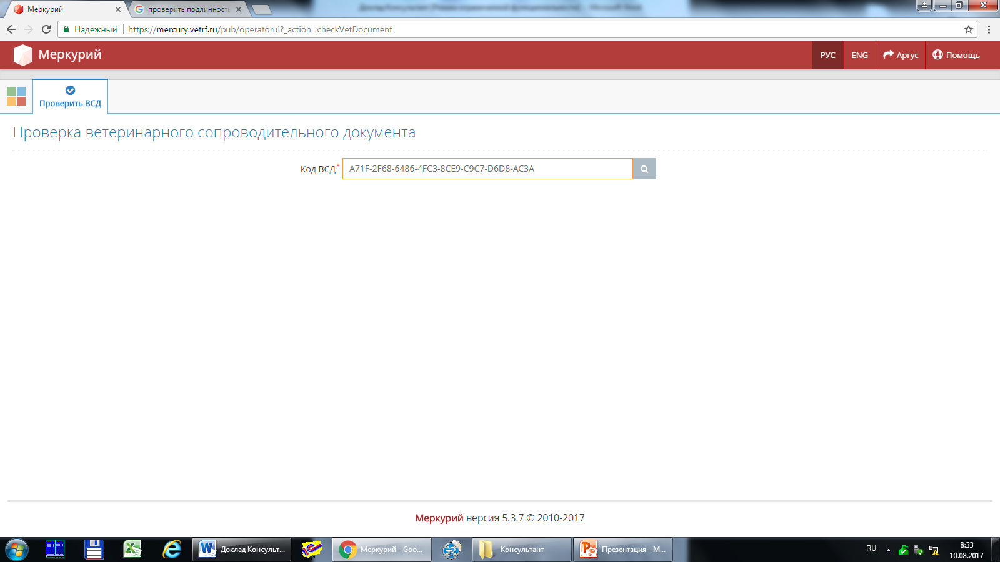 Меркурий
проверить подлинность
Надежный
https://mercury.vetrf.ru/pub/operatorui?_action=checkVetDocument
Меркурий
РУС
ENG
Аргус
Помощь
Проверить ВСД
Проверка ветеринарного сопроводительного документа
Код ВСД*
A71F-2F68-6486-4FC3-8CE9-C9C7-D6D8-AC3A
Меркурий версия 5.3.7 © 2010-2017
Доклад Консульт...
Меркурий - Goo...
Консультант
Презентация - M...
RU
8:33
10.08.2017